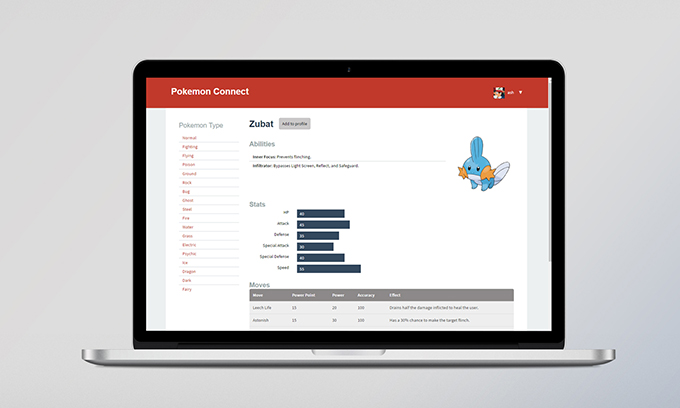 Pokemon Connect
ash
Pokemon Type
Normal
Fighting
Flying
Poison
Ground
Rock
Bug
Ghost
Steel
Fire
Water
Grass
Electric
Psychic
Ice
Dragon
Dark
Fairy
Zubat
Add to profile
Abilities
Inner Focus: Prevents flinching.
Infiltrator: Bypasses Light Screen, Reflect, and Safeguard.
Stats
HP 40
Attack 45
Defense 35
Special Attack 30
Special Defense 40
Speed 55
Moves
Move Power Point Power Accuracy Effect
Leech Life 15 20 100 Drains half the damage inflicted to heal the user.
Astonish 15 30 100 Has a 30% chance to make the target flinch.